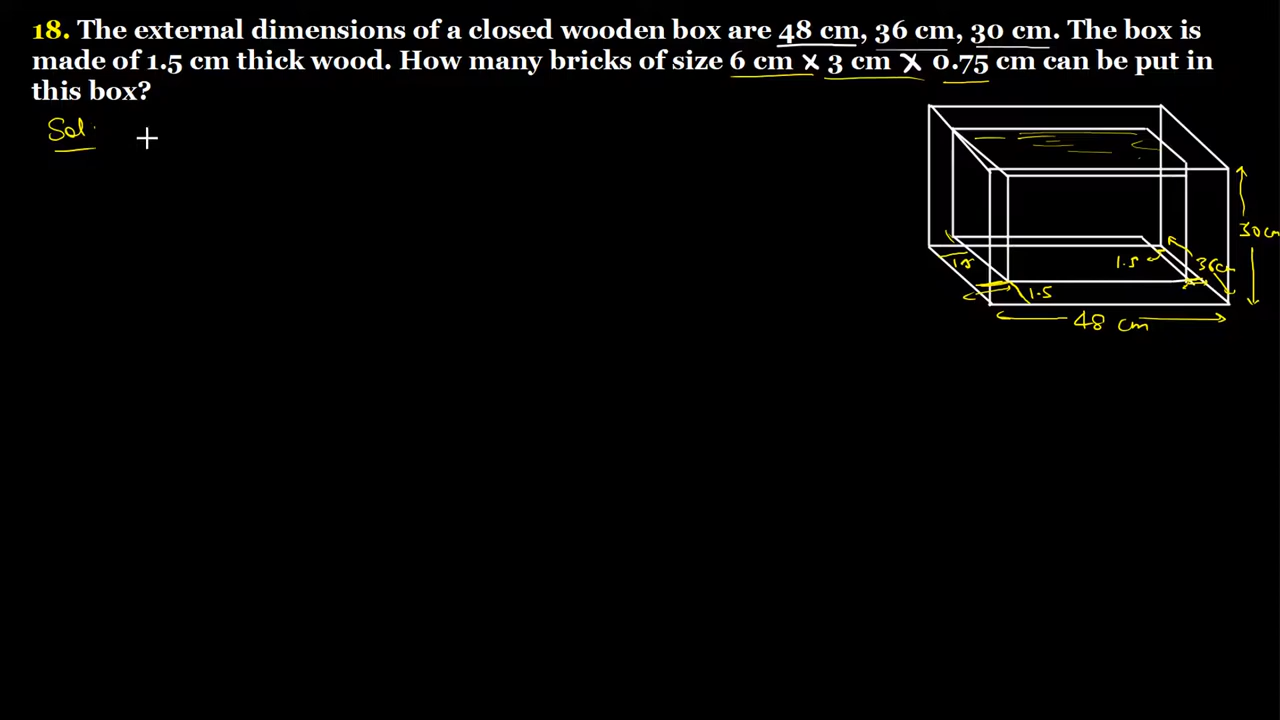 18. The external dimensions of a closed wooden box are 48 cm, 36 cm, 30 cm. The box is
made of 1.5 cm thick wood. How many bricks of size 6 cm × 3 cm × 0.75 cm can be put in
this box?
Sol.
30 cm
1.5
1.5
36cm
1.5
48 cm